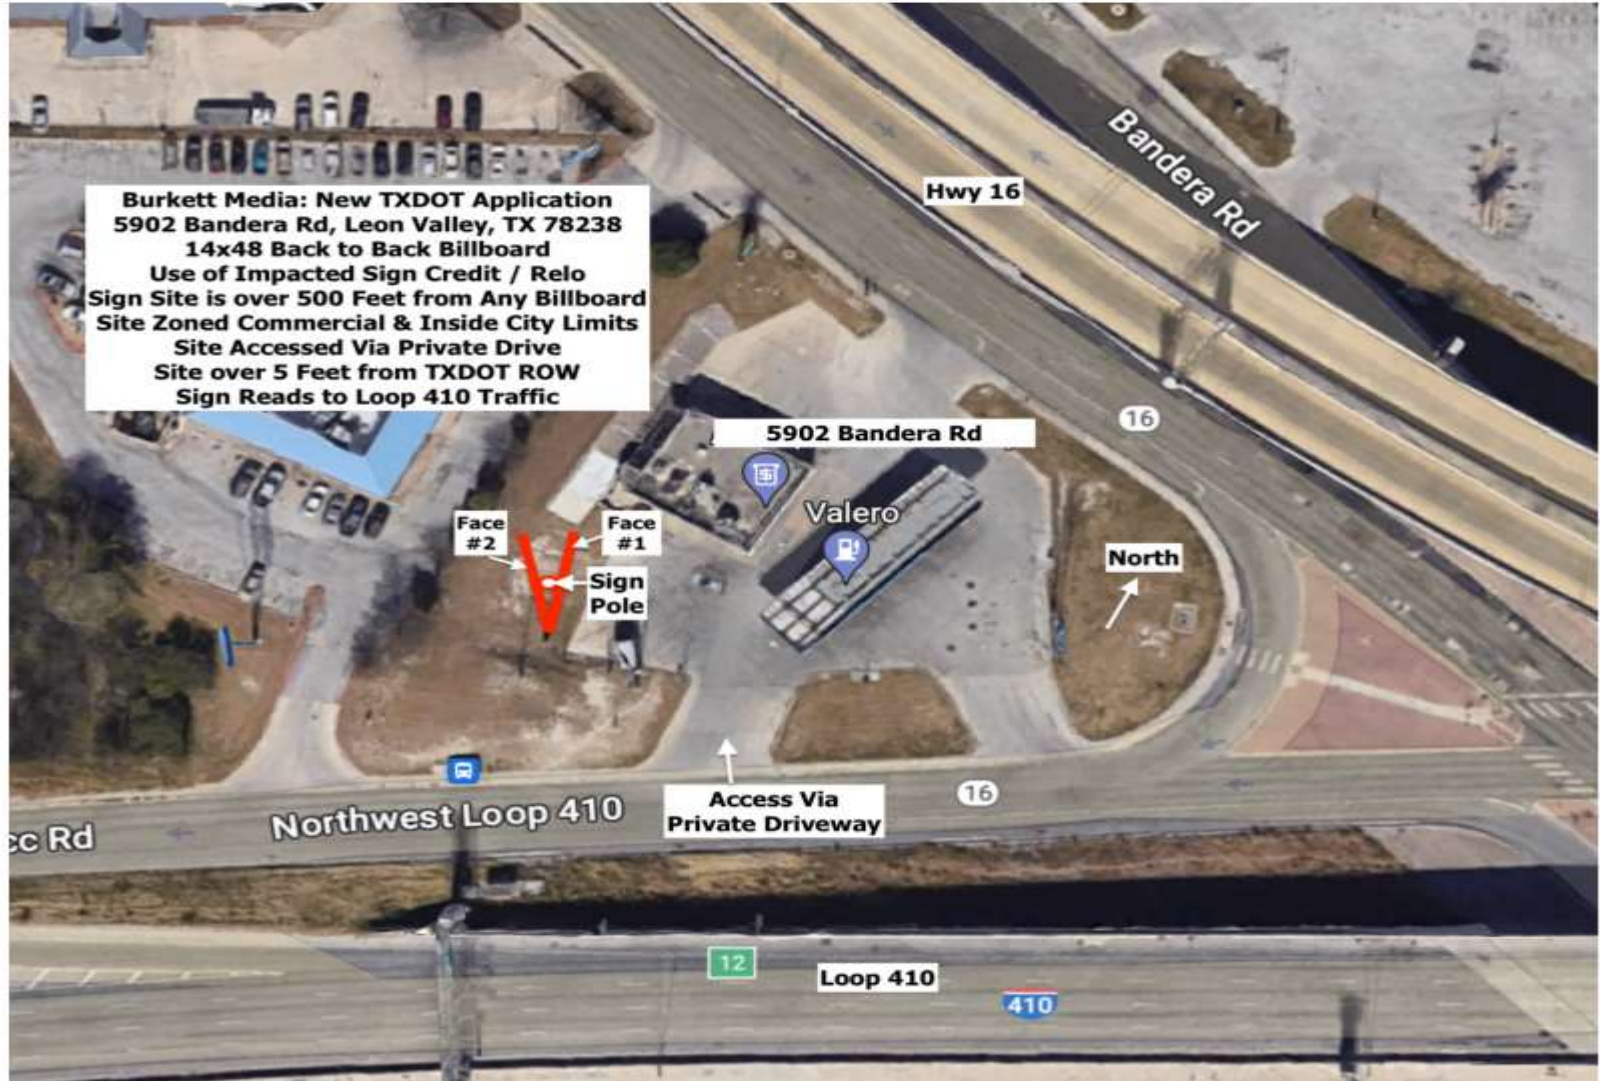 Burkett Media: New TXDOT Application
5902 Bandera Rd, Leon Valley, TX 78238
14x48 Back to Back Billboard
Use of Impacted Sign Credit / Relo
Sign Site is over 500 Feet from Any Billboard
Site Zoned Commercial & Inside City Limits
Site Accessed Via Private Drive
Site over 5 Feet from TXDOT ROW
Sign Reads to Loop 410 Traffic
Hwy 16
Bandera Rd
16
5902 Bandera Rd
Valero
Face
#2
Face
#1
Sign
Pole
North
Access Via
Private Driveway
16
Northwest Loop 410
cc Rd
12
Loop 410
410